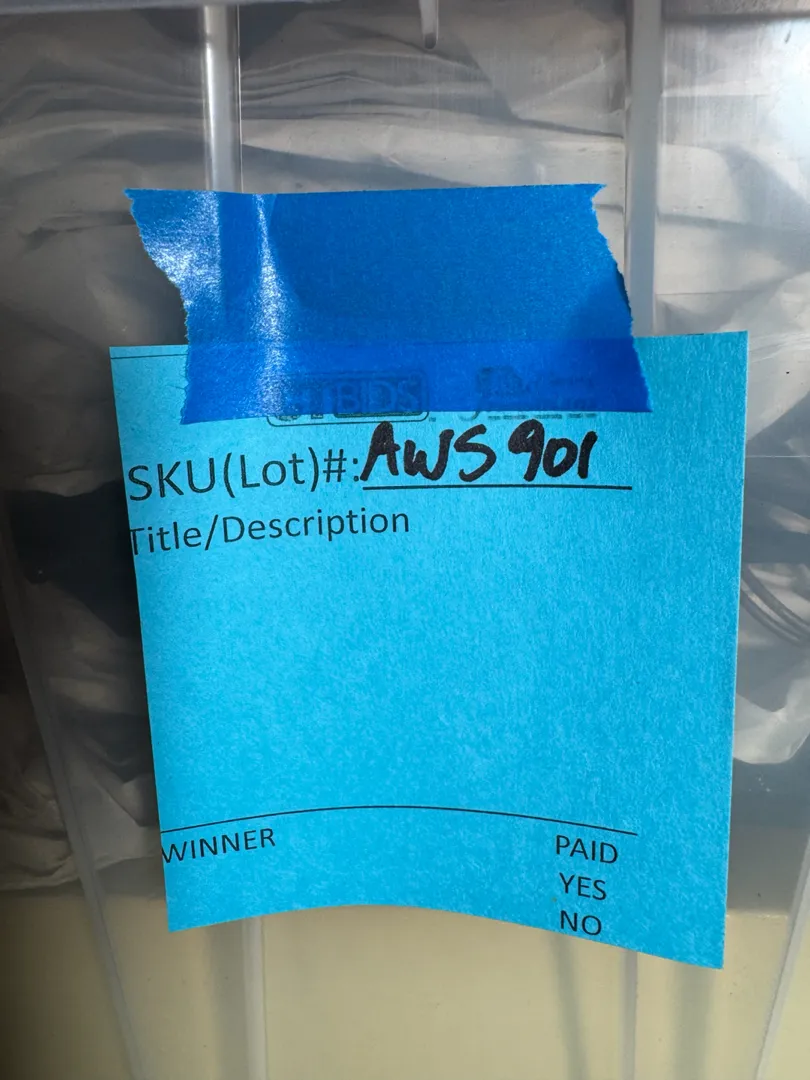 SKU(Lot)#: AWS 901
Title/Description
WINNER
PAID
YES
NO